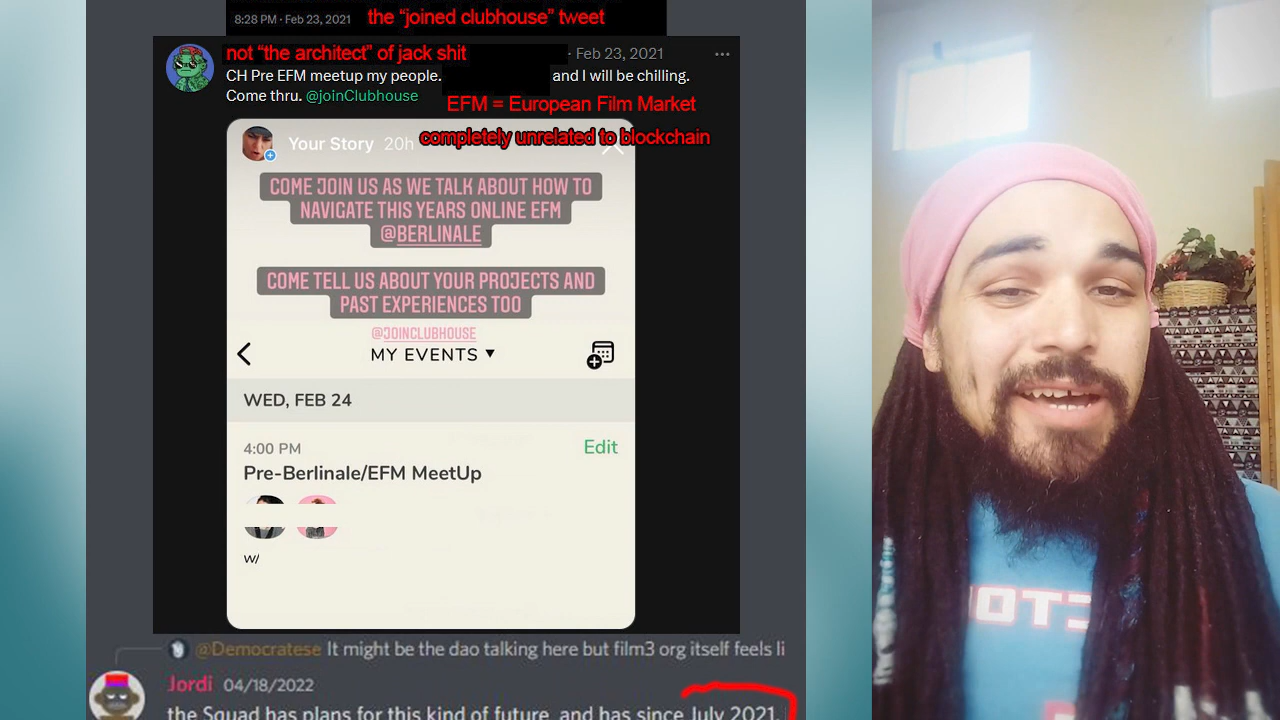 8:28 PM · Feb 23, 2021 the “joined clubhouse” tweet
not “the architect” of jack shit · Feb 23, 2021 ...
CH Pre EFM meetup my people. and I will be chilling.
Come thru. @joinClubhouse
EFM = European Film Market
completely unrelated to blockchain
Your Story 20h
COME JOIN US AS WE TALK ABOUT HOW TO
NAVIGATE THIS YEARS ONLINE EFM
@BERLINALE
COME TELL US ABOUT YOUR PROJECTS AND
PAST EXPERIENCES TOO
@JOINCLUBHOUSE
MY EVENTS ▼
WED, FEB 24
4:00 PM Edit
Pre-Berlinale/EFM MeetUp
w/
@Democratese It might be the dao talking here but film3 org itself feels li
Jordi 04/18/2022
the Squad has plans for this kind of future, and has since July 2021.